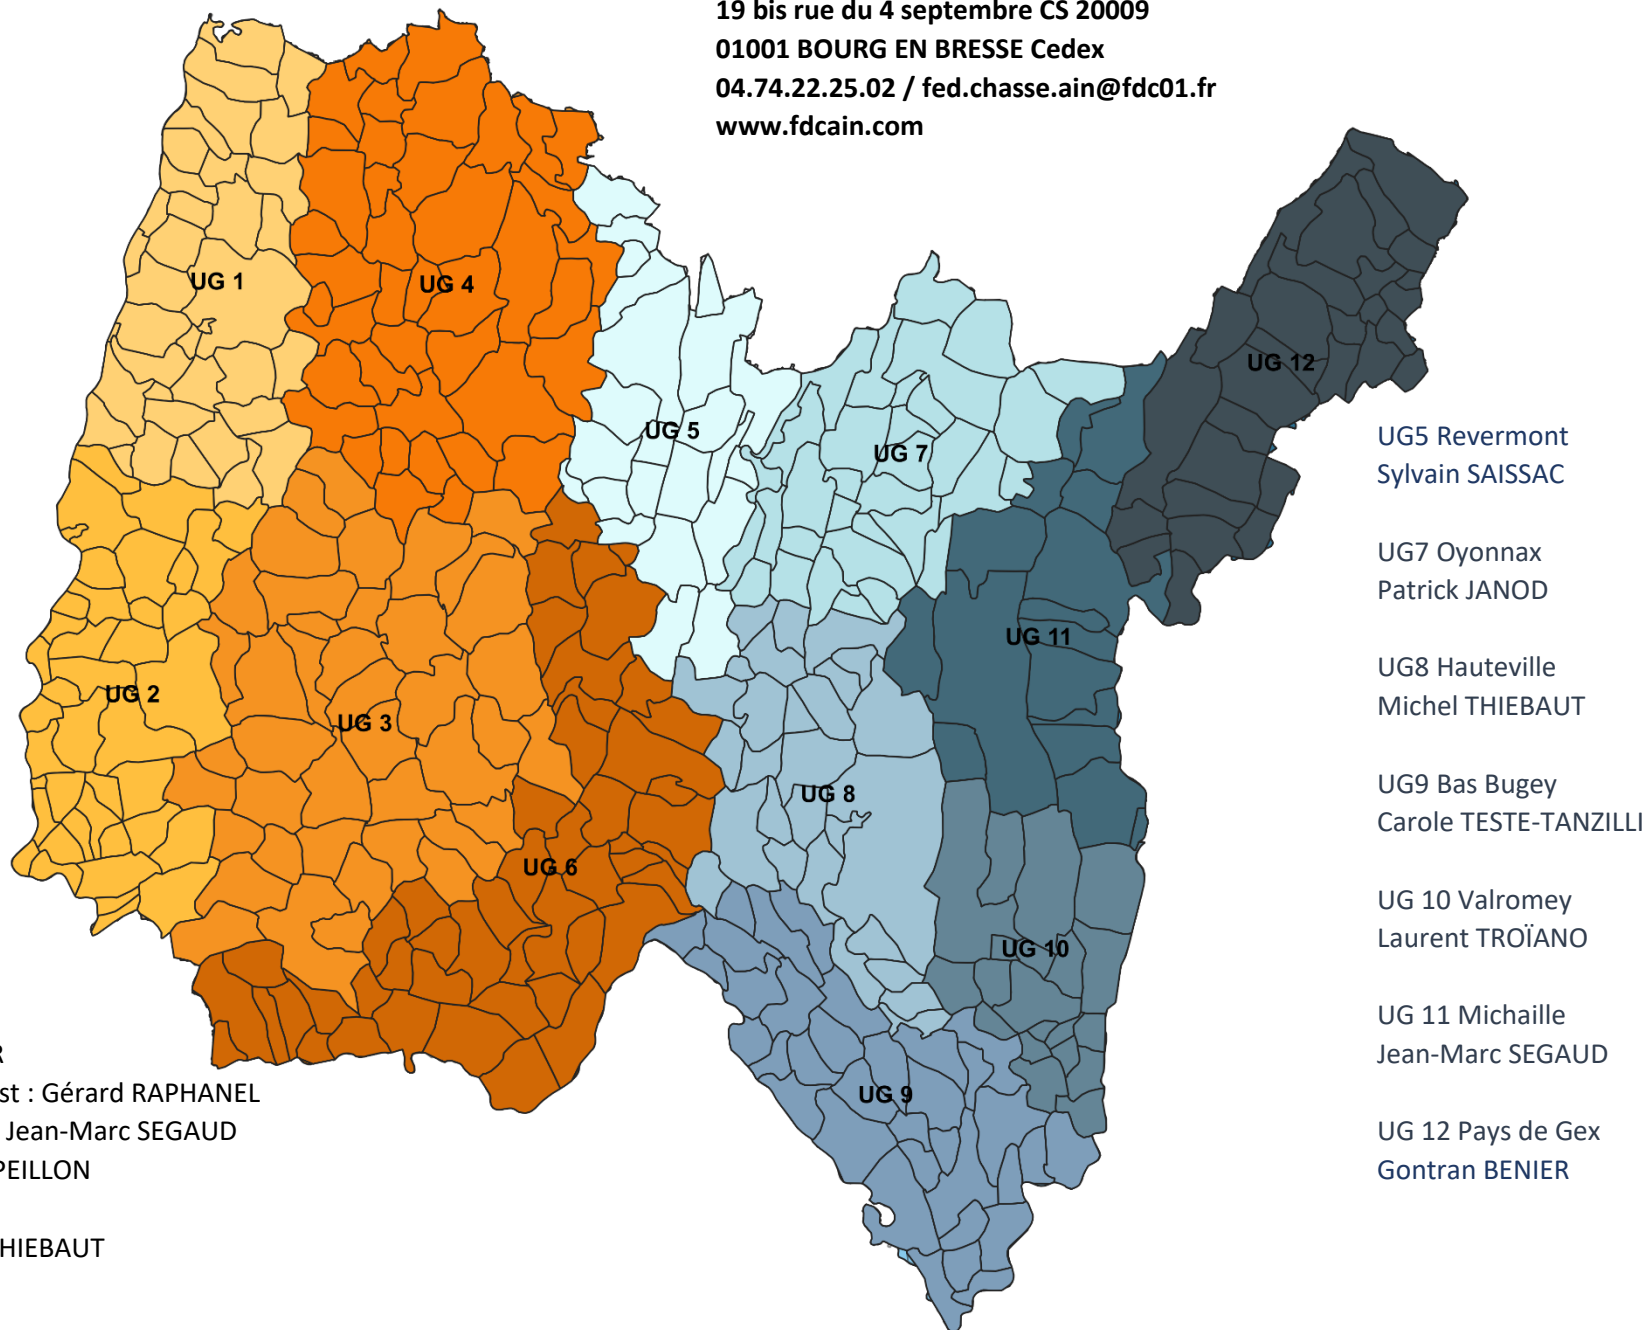 19 bis rue du 4 septembre CS 20009
01001 BOURG EN BRESSE Cedex
04.74.22.25.02 / fed.chasse.ain@fdc01.fr
www.fdcain.com
UG 1
UG 4
UG 12
UG 5
UG 7
UG 11
UG 2
UG 3
UG 8
UG 6
UG 10
UG 9
UG5 Revermont
Sylvain SAISSAC
UG7 Oyonnax
Patrick JANOD
UG8 Hauteville
Michel THIEBAUT
UG9 Bas Bugey
Carole TESTE-TANZILLI
UG 10 Valromey
Laurent TROÏANO
UG 11 Michaille
Jean-Marc SEGAUD
UG 12 Pays de Gex
Gontran BENIER
R
st : Gérard RAPHANEL
Jean-Marc SEGAUD
PEILLON
HIEBAUT